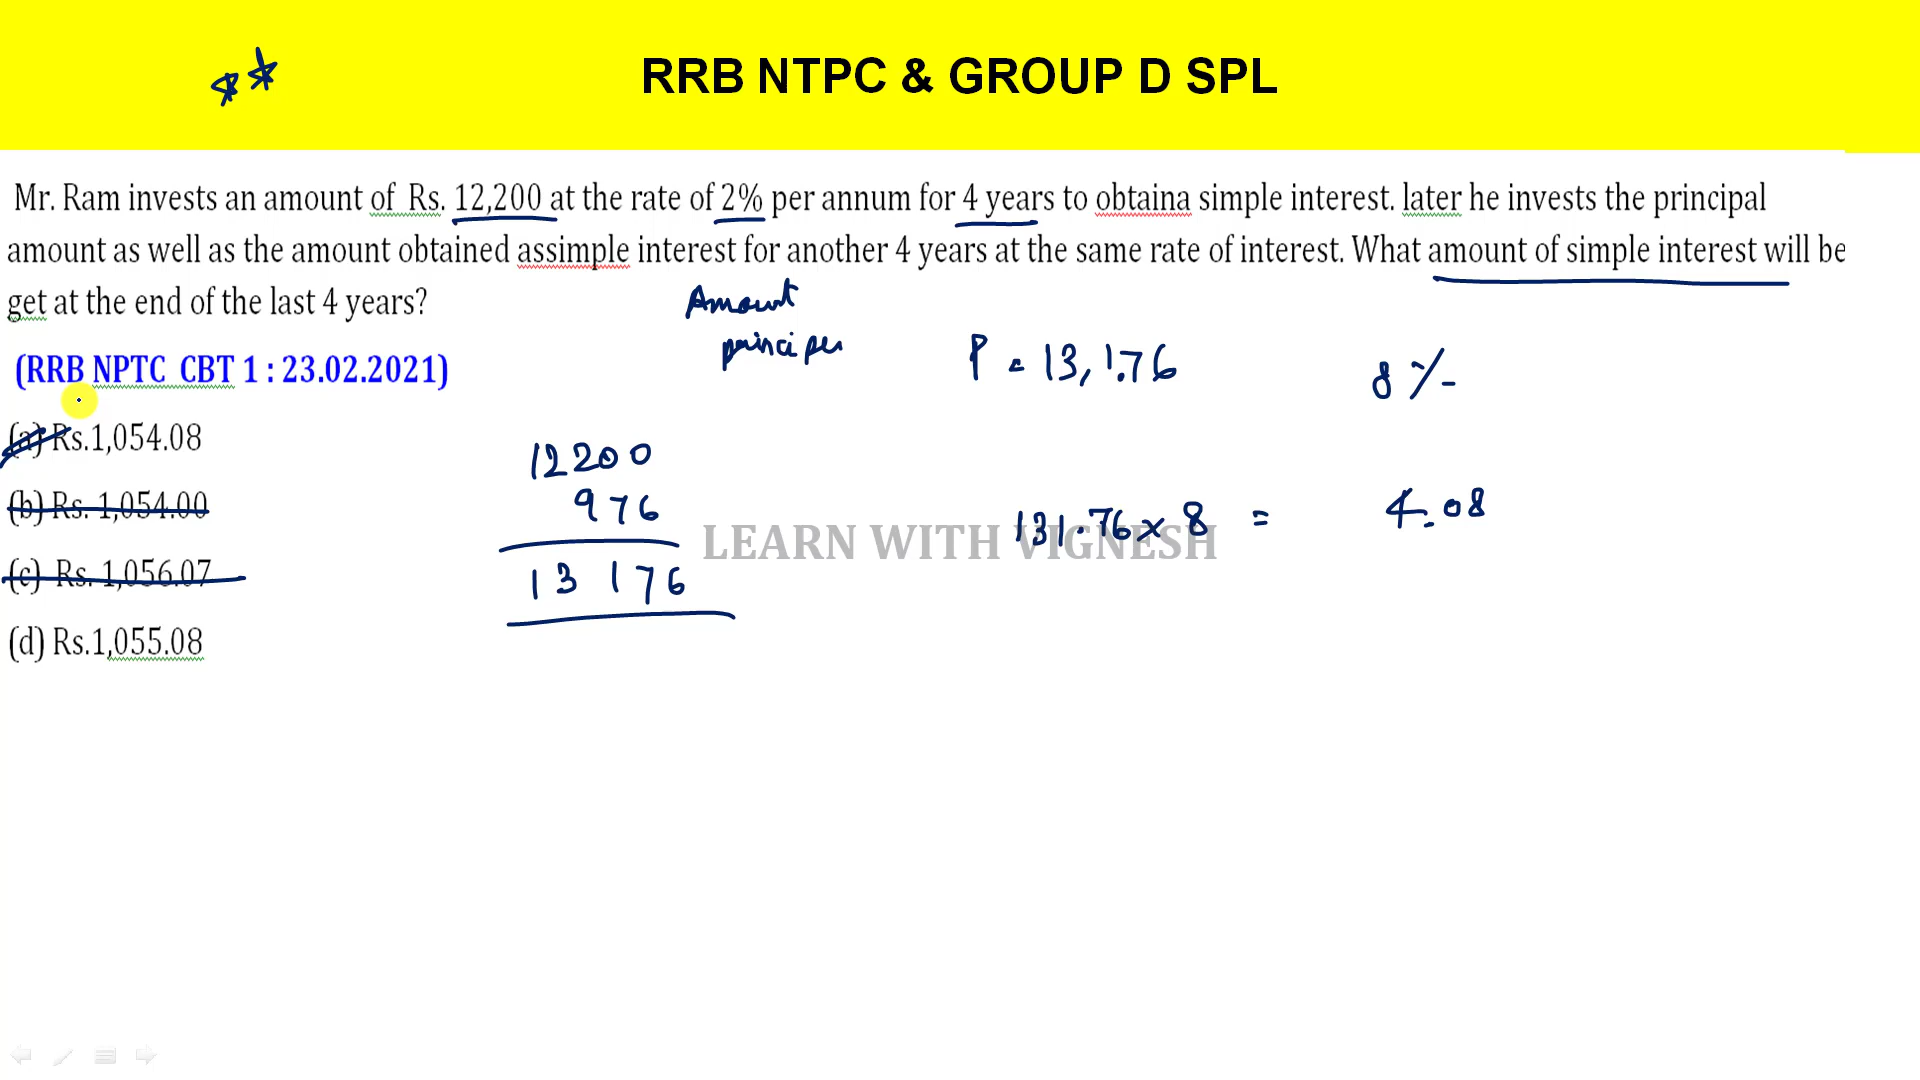 RRB NTPC & GROUP D SPL
Mr. Ram invests an amount of Rs. 12,200 at the rate of 2% per annum for 4 years to obtaina simple interest. later he invests the principal
amount as well as the amount obtained assimple interest for another 4 years at the same rate of interest. What amount of simple interest will be
get at the end of the last 4 years?
Amount
P = 13,176
8 %
(RRB NPTC CBT 1 : 23.02.2021)
(a) Rs.1,054.08
12200
(b) Rs. 1,054.00
976
131.76 × 8 =
4.08
LEARN WITH VIGNESH
(c) Rs. 1,056.07
13 176
(d) Rs.1,055.08